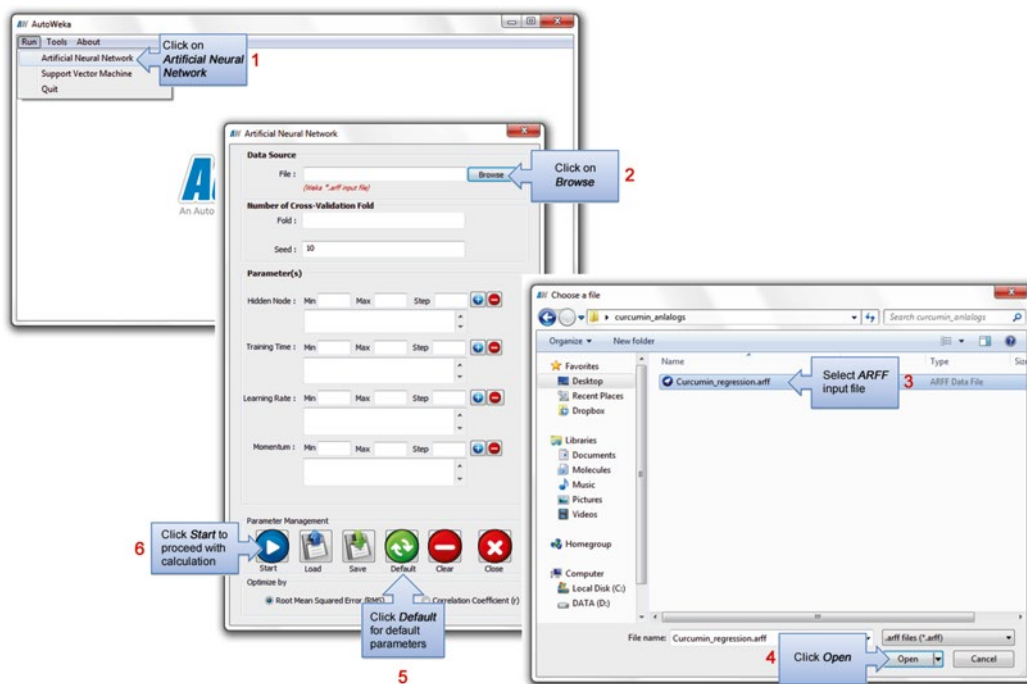 AutoWeka
Run Tools About
Artificial Neural Network
Support Vector Machine
Quit
Click on
Artificial Neural
Network
1
An Auto
Artificial Neural Network
Data Source
File :
Browse
(Weka *.arff input file)
Click on
Browse
2
Number of Cross-Validation Fold
Fold :
Seed : 10
Parameter(s)
Hidden Node : Min Max Step
Training Time : Min Max Step
Learning Rate : Min Max Step
Momentum : Min Max Step
Parameter Management
Start Load Save Default Clear Close
6
Click Start to
proceed with
calculation
Optimize by
Root Mean Squared Error (RMS) Correlation Coefficient (r)
Click Default
for default
parameters
5
Choose a file
curcumin_anlalogs
Search curcumin_anlalogs
Organize New folder
Name Type Siz
Favorites
Desktop
Recent Places
Dropbox
Libraries
Documents
Molecules
Music
Pictures
Videos
Homegroup
Computer
Local Disk (C:)
DATA (D:)
Curcumin_regression.arff ARFF Data File
Select ARFF
input file
3
File name: Curcumin_regression.arff .arff files (*.arff)
4
Click Open
Open Cancel